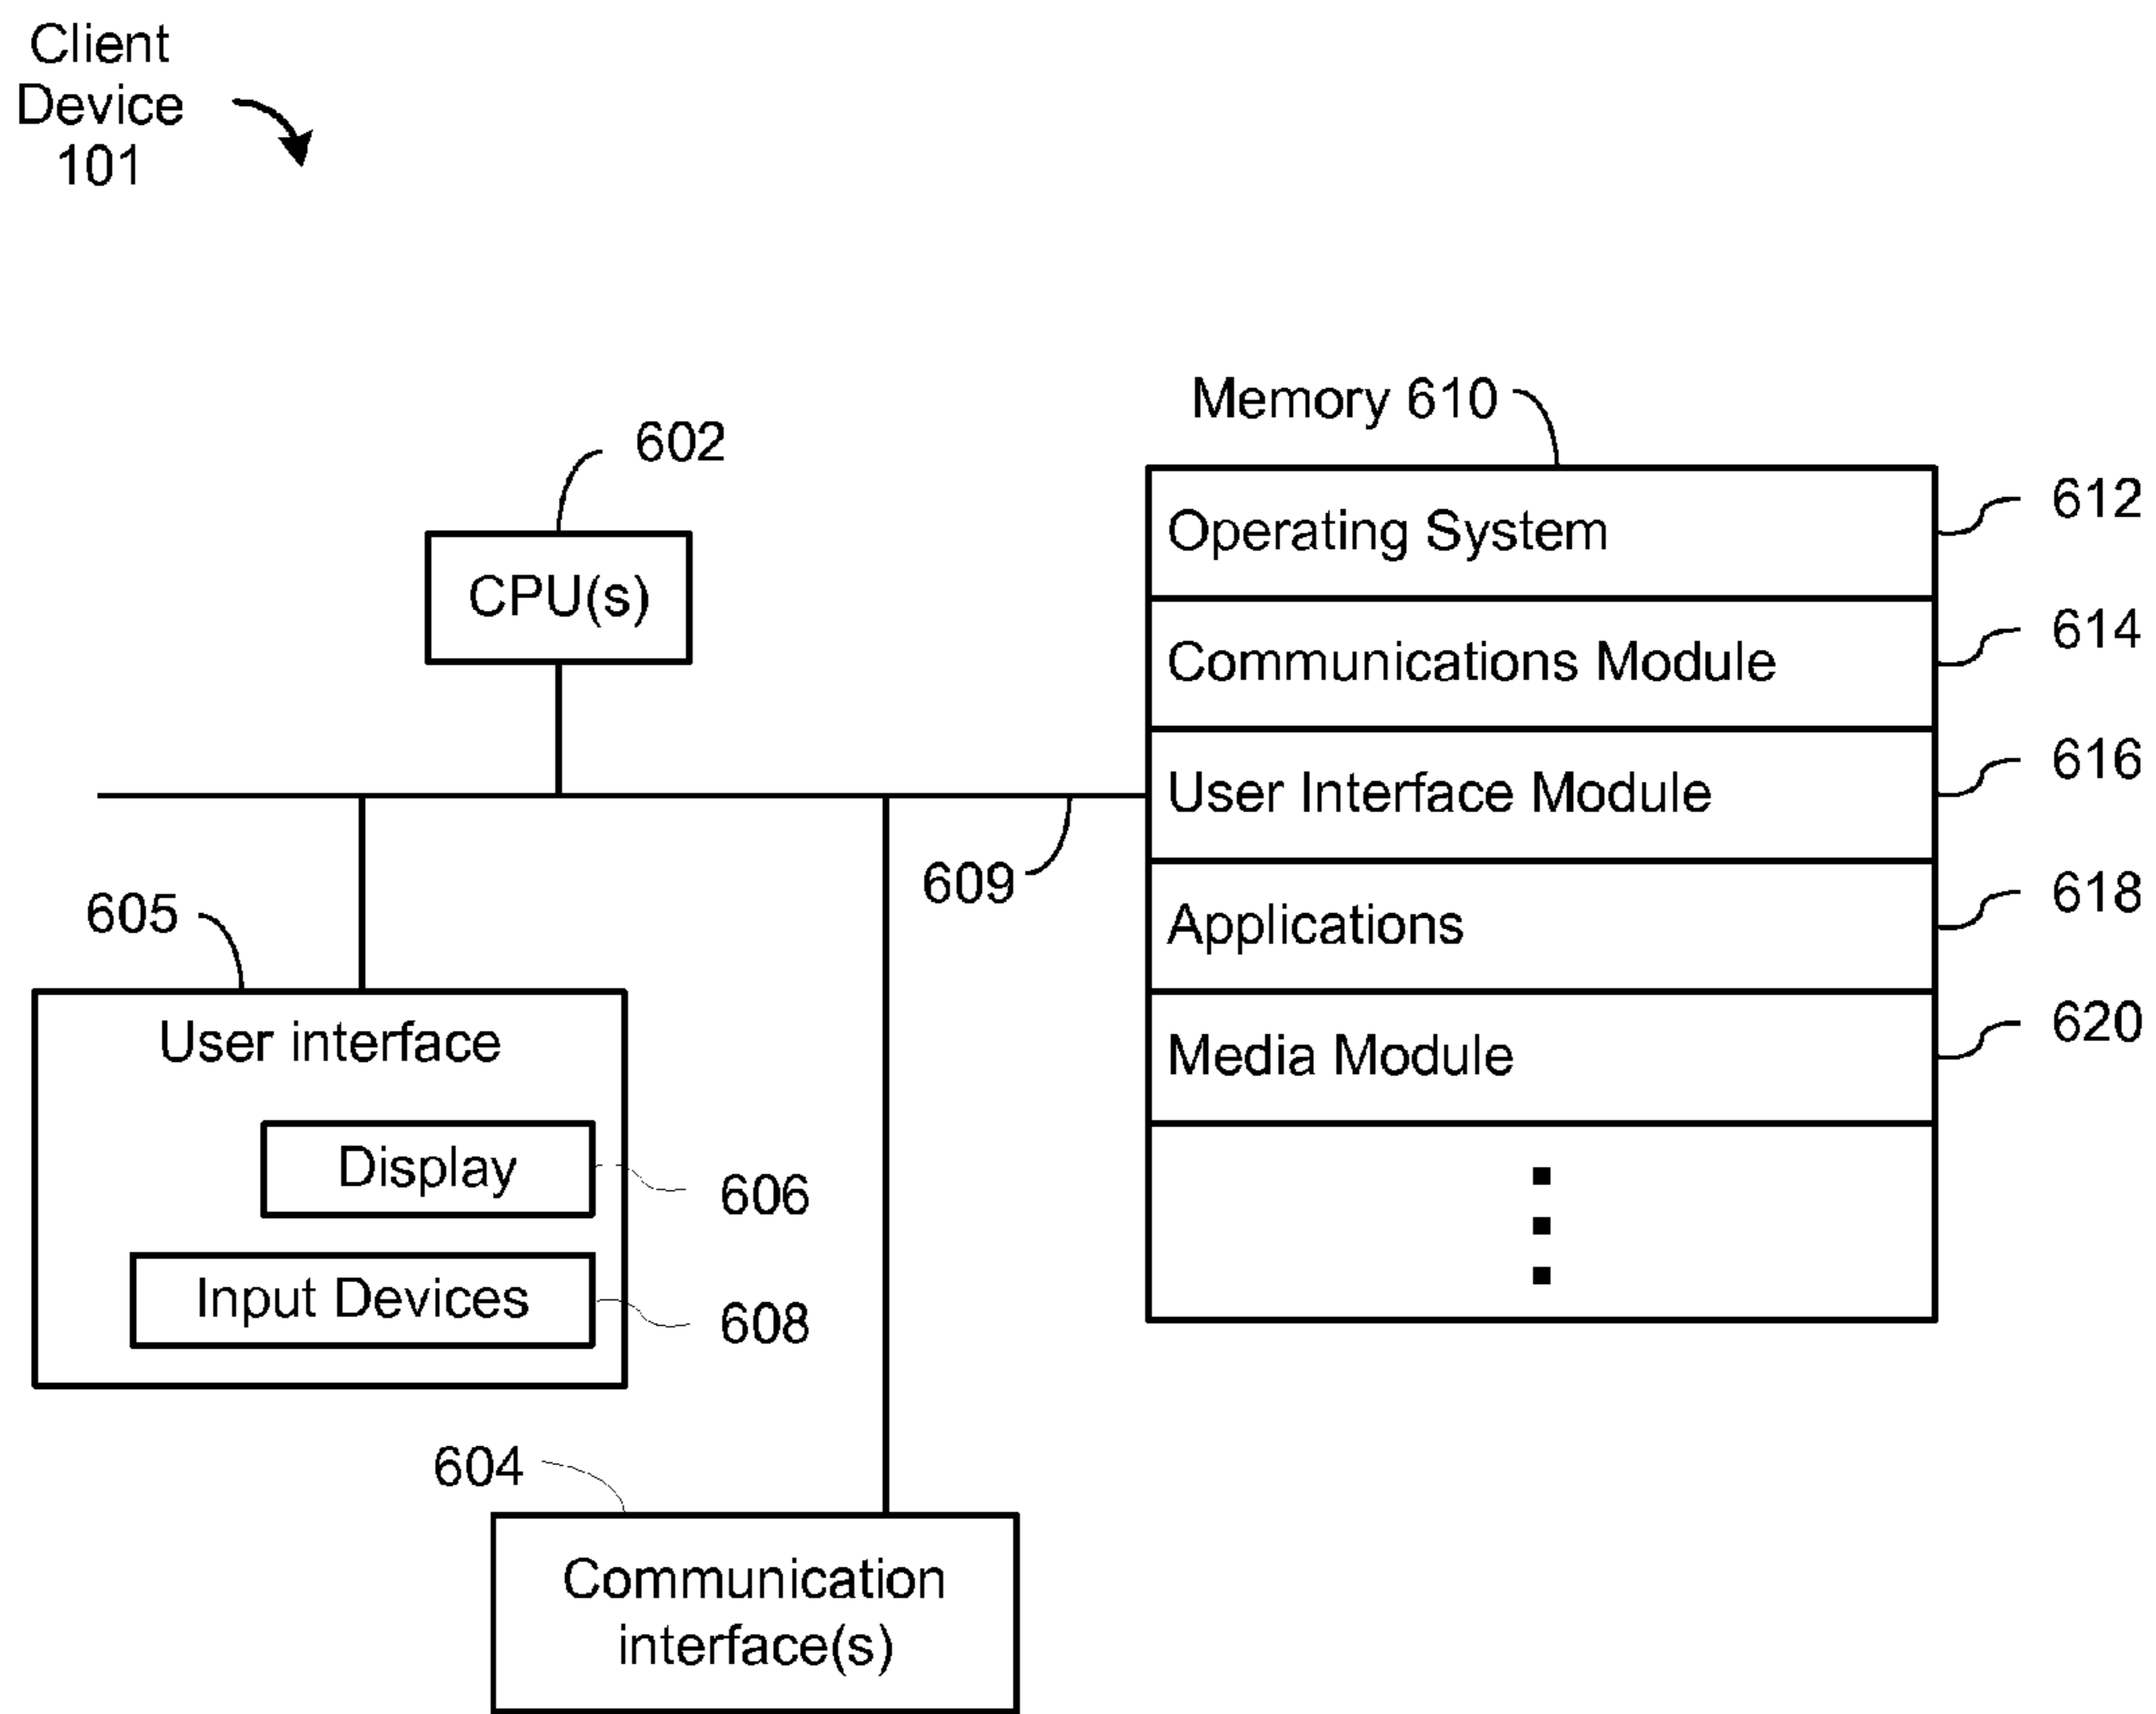 Client
Device
101
Memory 610
602
612
Operating System
CPU(s)
614
Communications Module
616
User Interface Module
609
618
605
Applications
620
User interface
Media Module
Display
606
Input Devices
608
604
Communication
interface(s)